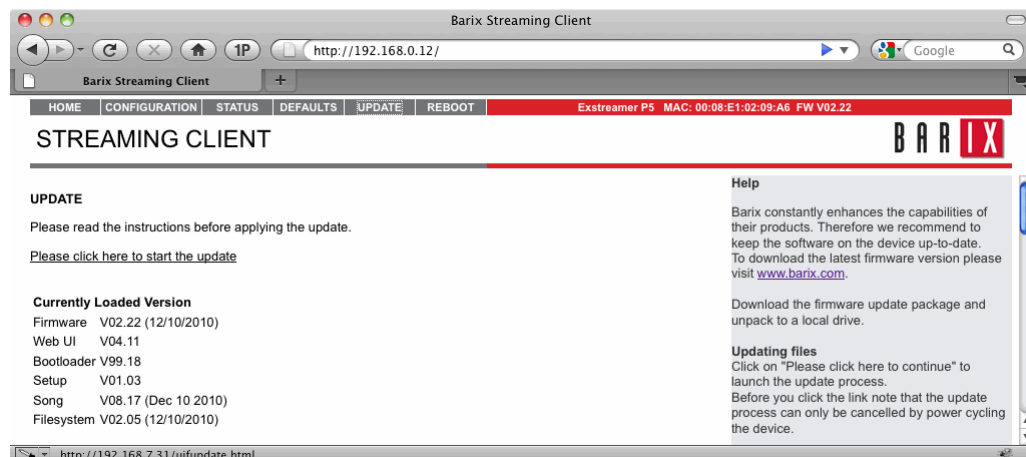 Barix Streaming Client
1P
http://192.168.0.12/
Google
Barix Streaming Client
HOME CONFIGURATION STATUS DEFAULTS UPDATE REBOOT Exstreamer P5 MAC: 00:08:E1:02:09:A6 FW V02.22
STREAMING CLIENT
BARIX
UPDATE
Please read the instructions before applying the update.
Please click here to start the update
Currently Loaded Version
Firmware V02.22 (12/10/2010)
Web UI V04.11
Bootloader V99.18
Setup V01.03
Song V08.17 (Dec 10 2010)
Filesystem V02.05 (12/10/2010)
Help
Barix constantly enhances the capabilities of
their products. Therefore we recommend to
keep the software on the device up-to-date.
To download the latest firmware version please
visit www.barix.com.
Download the firmware update package and
unpack to a local drive.
Updating files
Click on "Please click here to continue" to
launch the update process.
Before you click the link note that the update
process can only be cancelled by power cycling
the device.
http://192.168.7.31/uifupdate.html